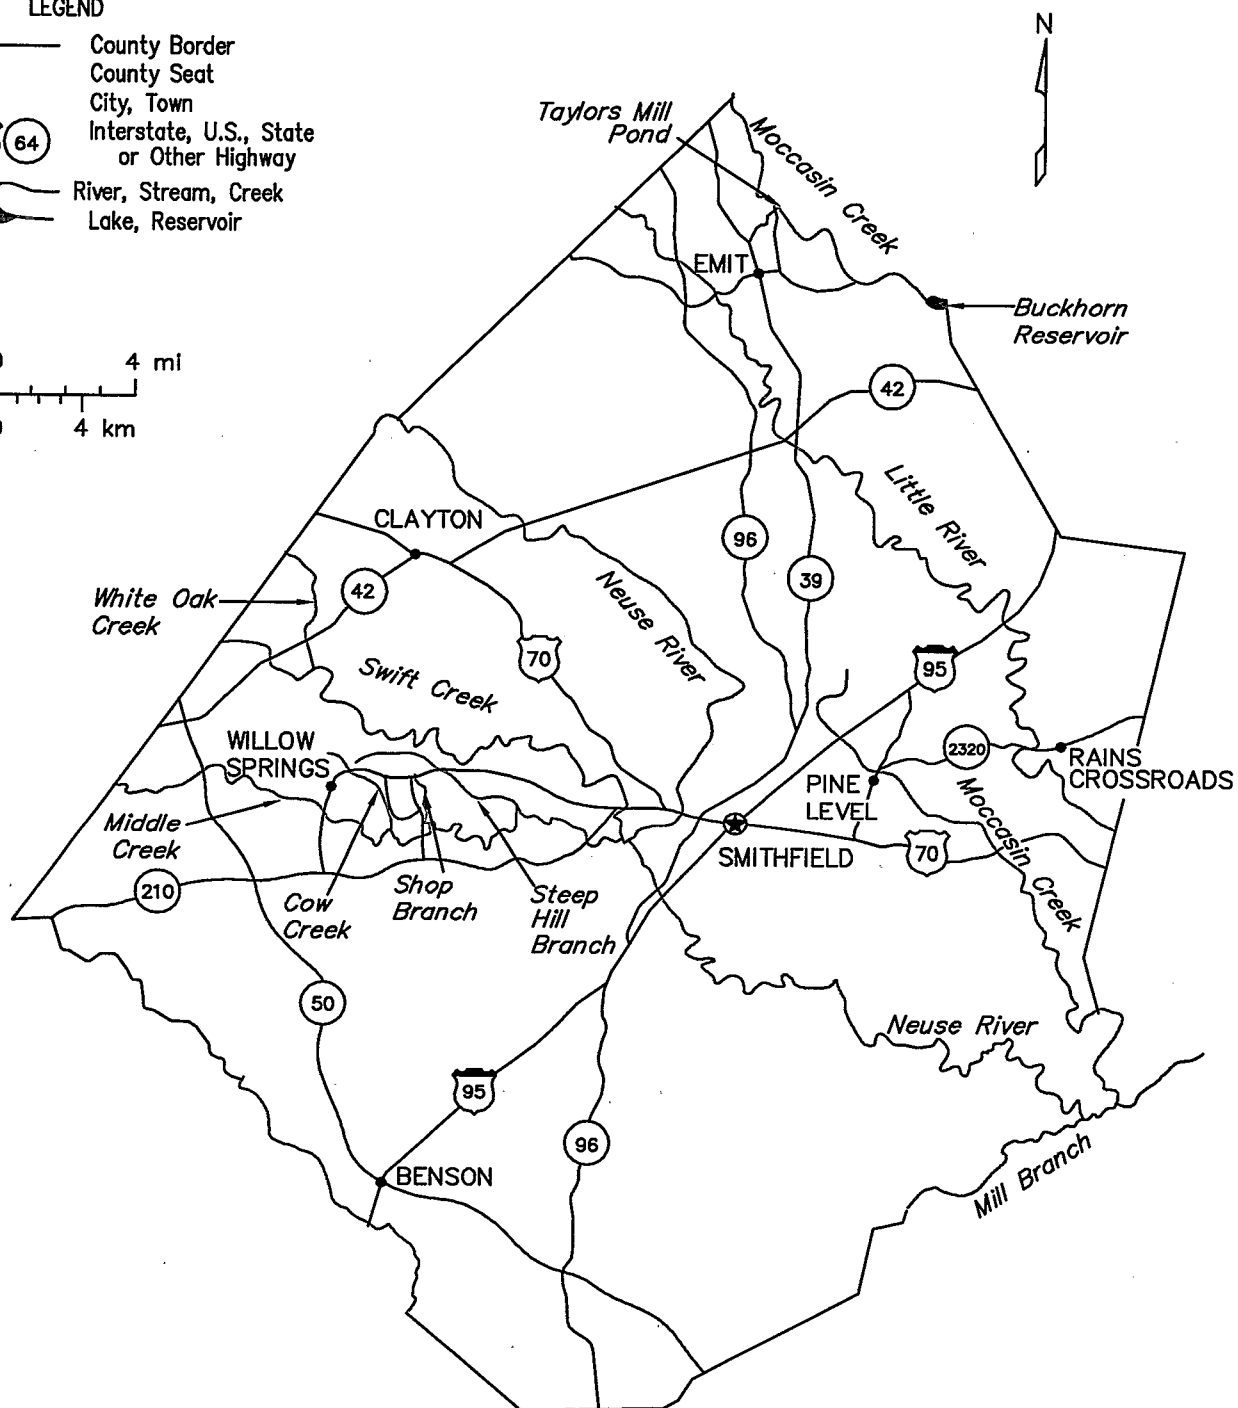 LEGEND
County Border
County Seat
City, Town
64
Interstate, U.S., State
or Other Highway
River, Stream, Creek
Lake, Reservoir
4 mi
4 km
N
Taylors Mill
Pond
Moccasin Creek
EMIT
Buckhorn
Reservoir
42
CLAYTON
Little River
96
39
White Oak
Creek
42
Neuse River
70
95
Swift Creek
WILLOW
SPRINGS
2320
RAINS
CROSSROADS
PINE
LEVEL
Moccasin Creek
Middle
Creek
SMITHFIELD
70
210
Cow
Creek
Shop
Branch
Steep
Hill
Branch
50
Neuse River
95
96
BENSON
Mill Branch